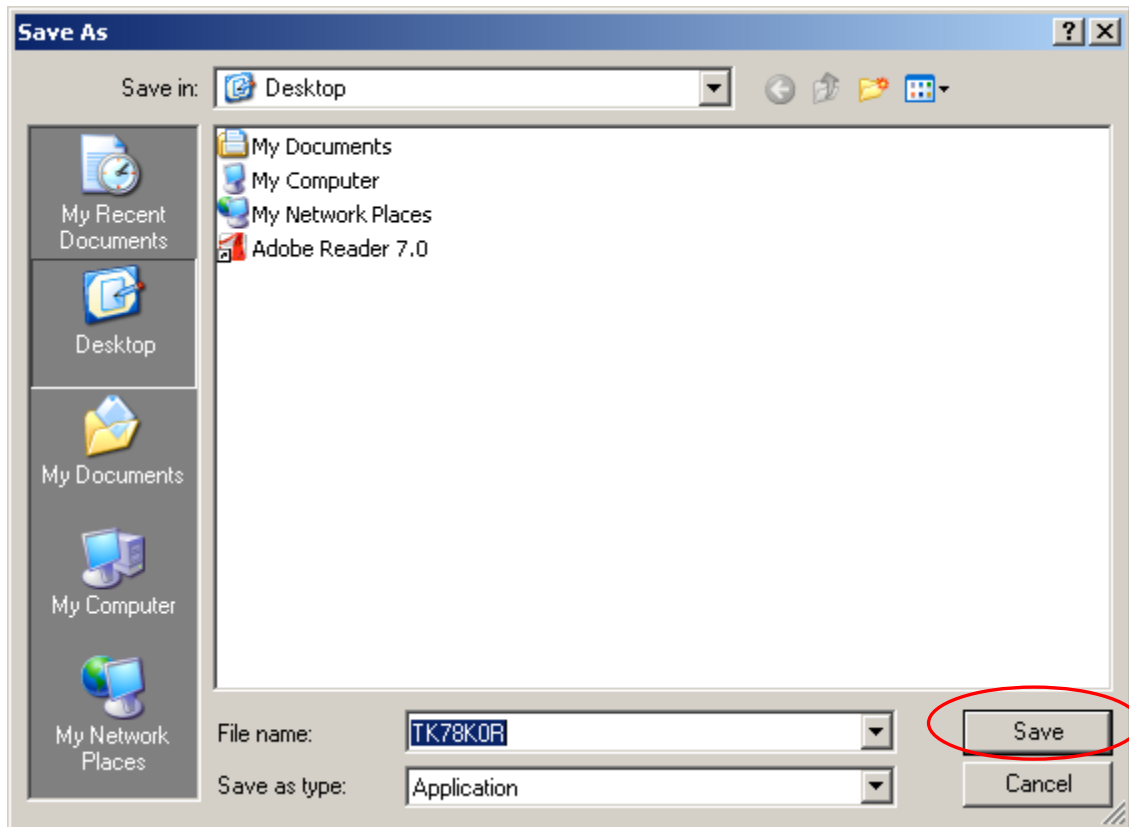 Save As
Save in:
Desktop
My Recent
Documents
Desktop
My Documents
My Computer
My Network
Places
My Documents
My Computer
My Network Places
Adobe Reader 7.0
File name:
TK78K0R
Save
Save as type:
Application
Cancel